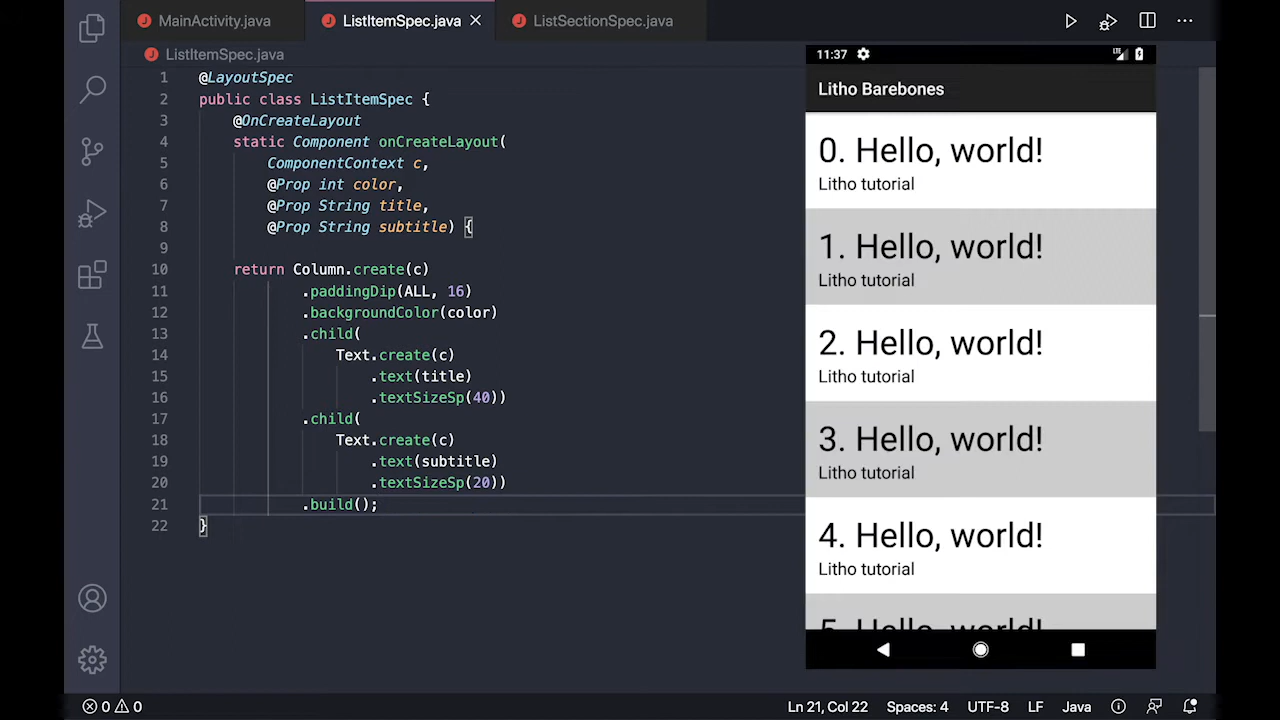 MainActivity.java
ListItemSpec.java
ListSectionSpec.java
ListItemSpec.java
1 @LayoutSpec
2 public class ListItemSpec {
3 @OnCreateLayout
4 static Component onCreateLayout(
5 ComponentContext c,
6 @Prop int color,
7 @Prop String title,
8 @Prop String subtitle) {
9
10 return Column.create(c)
11 .paddingDip(ALL, 16)
12 .backgroundColor(color)
13 .child(
14 Text.create(c)
15 .text(title)
16 .textSizeSp(40))
17 .child(
18 Text.create(c)
19 .text(subtitle)
20 .textSizeSp(20))
21 .build();
22 }
11:37
LTE
Litho Barebones
0. Hello, world!
Litho tutorial
1. Hello, world!
Litho tutorial
2. Hello, world!
Litho tutorial
3. Hello, world!
Litho tutorial
4. Hello, world!
Litho tutorial
5. Hello, world!
0 0
Ln 21, Col 22
Spaces: 4
UTF-8
LF
Java